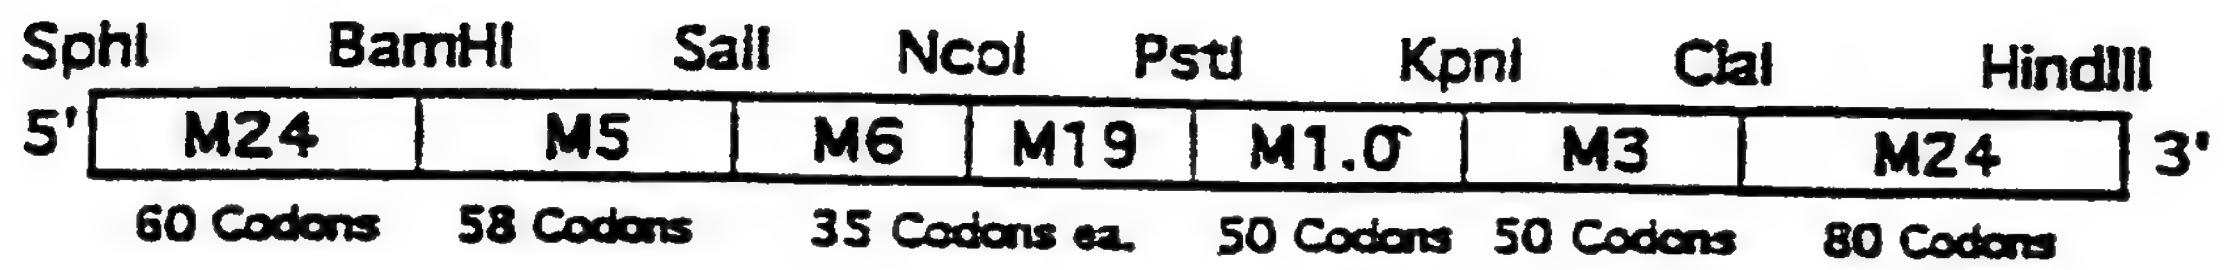 SphI BamHI SalI NcoI PstI KpnI ClaI HindIII
5' M24 M5 M6 M19 M1.0 M3 M24 3'
60 Codons 58 Codons 35 Codons ea. 50 Codons 50 Codons 80 Codons